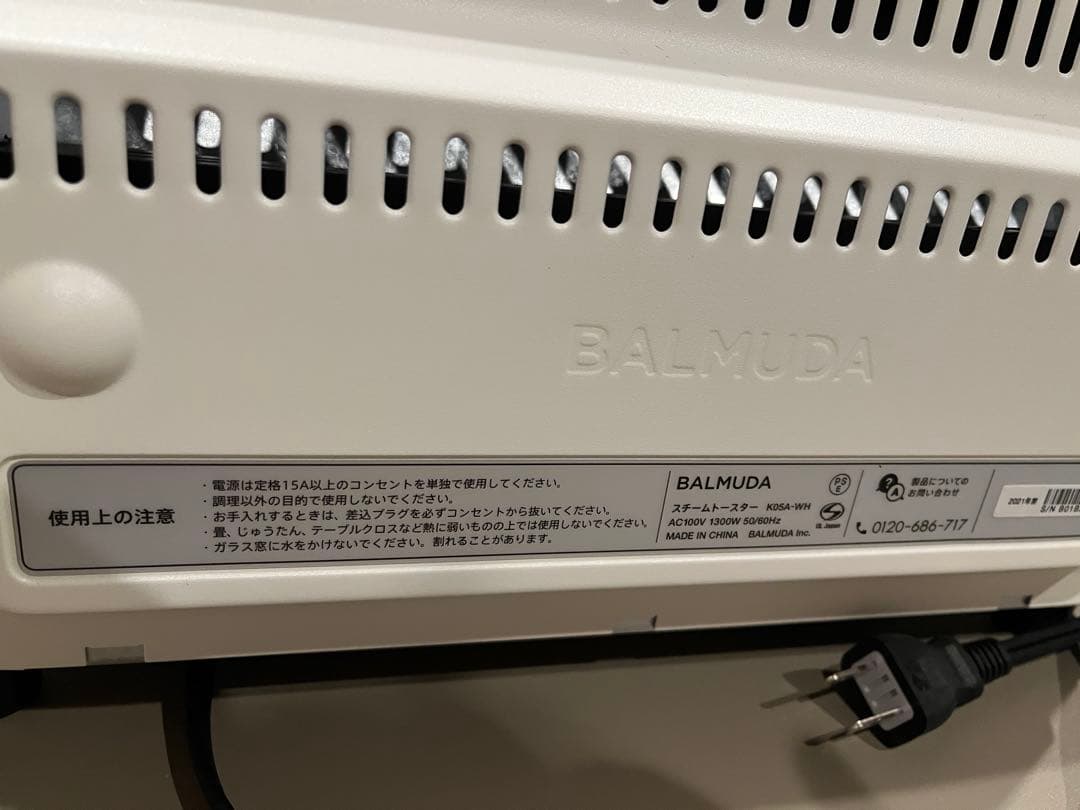 BALMUDA
使用上の注意
・電源は定格15A以上のコンセントを単独で使用してください。
・調理以外の目的で使用しないでください。
・お手入れするときは、差込プラグを必ずコンセントから抜いてください。
・畳、じゅうたん、テーブルクロスなど熱に弱いものの上では使用しないでください。
・ガラス窓に水をかけないでください。割れることがあります。
BALMUDA
スチームトースター K05A-WH
AC100V 1300W 50/60Hz
MADE IN CHINA BALMUDA Inc.
PS
E
UL Japan
? A
製品についての
お問い合わせ
0120-686-717
2021年製
S/N B01B